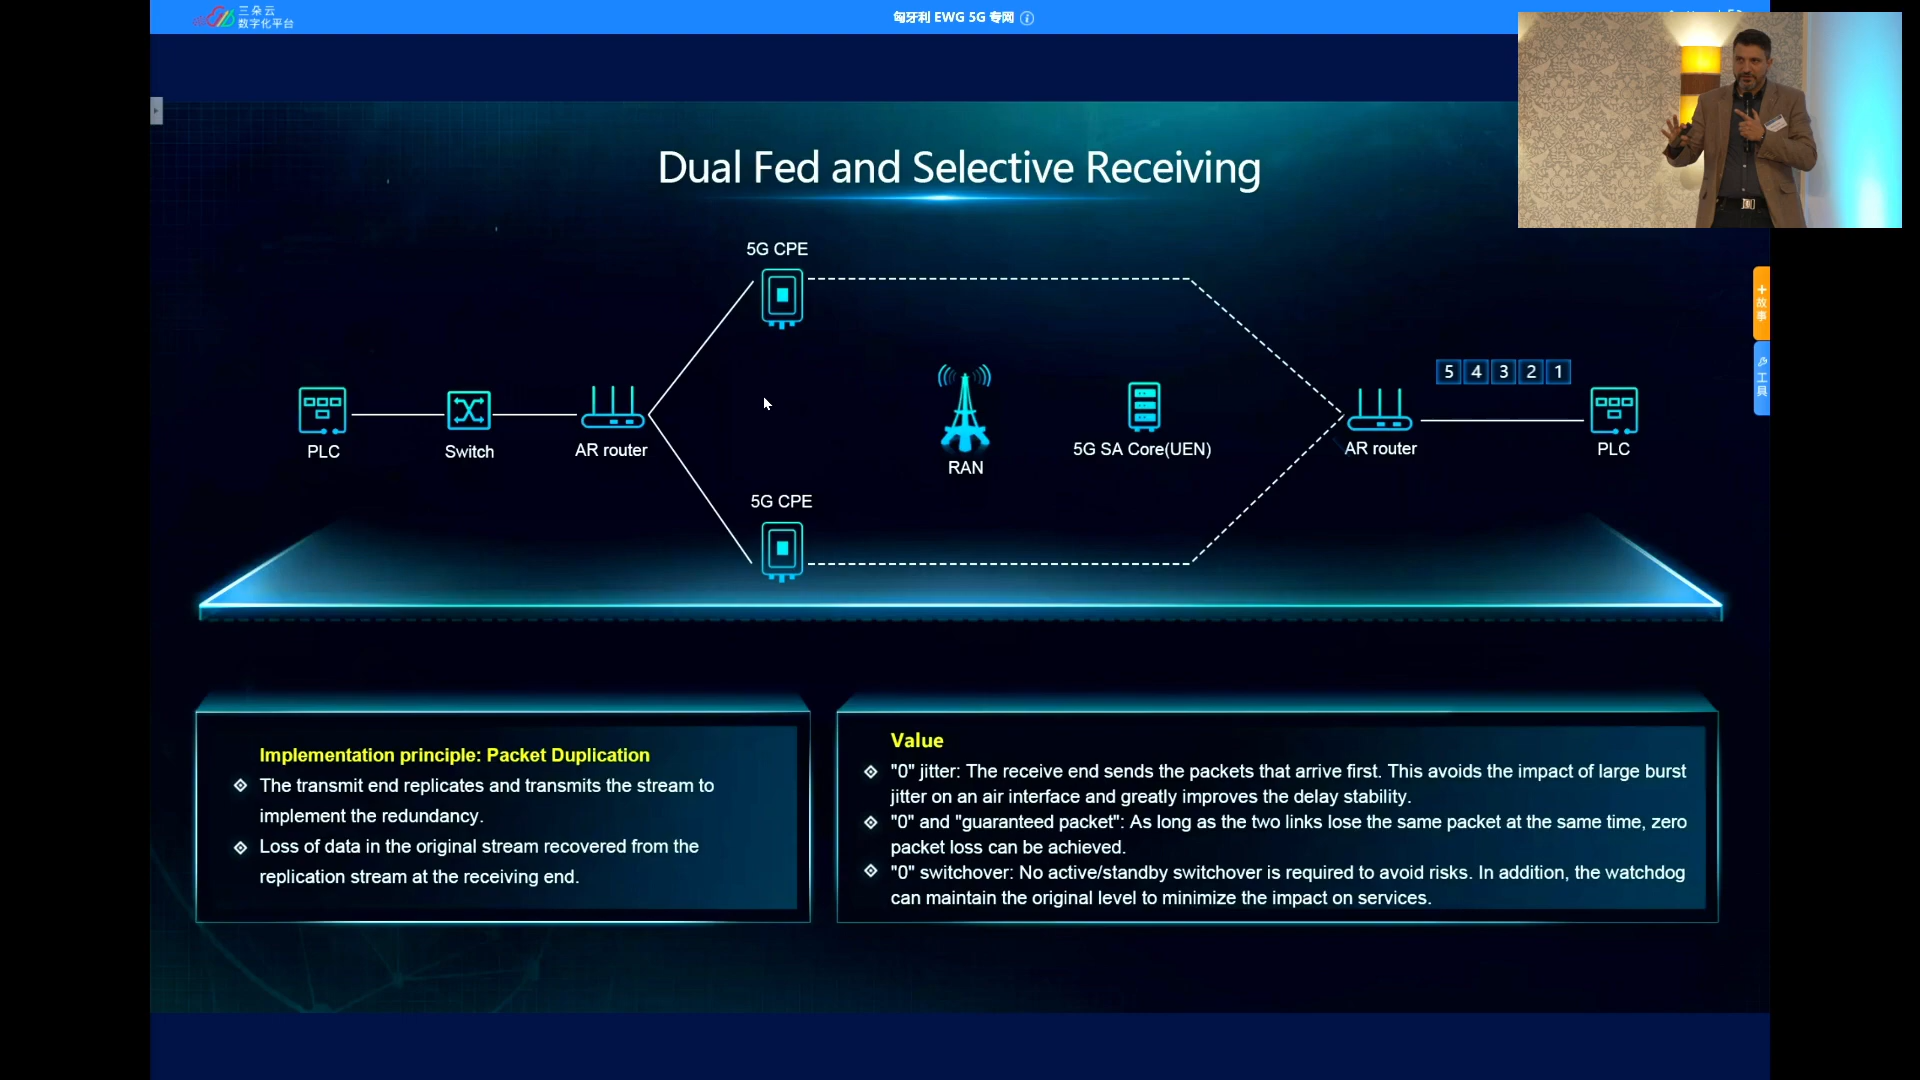 三朵云
数字化平台
匈牙利 EWG 5G 专网
Dual Fed and Selective Receiving
5G CPE
5 4 3 2 1
PLC
Switch
AR router
RAN
5G SA Core(UEN)
AR router
PLC
5G CPE
故事
工具
Implementation principle: Packet Duplication
The transmit end replicates and transmits the stream to
implement the redundancy.
Loss of data in the original stream recovered from the
replication stream at the receiving end.
Value
"0" jitter: The receive end sends the packets that arrive first. This avoids the impact of large burst
jitter on an air interface and greatly improves the delay stability.
"0" and "guaranteed packet": As long as the two links lose the same packet at the same time, zero
packet loss can be achieved.
"0" switchover: No active/standby switchover is required to avoid risks. In addition, the watchdog
can maintain the original level to minimize the impact on services.